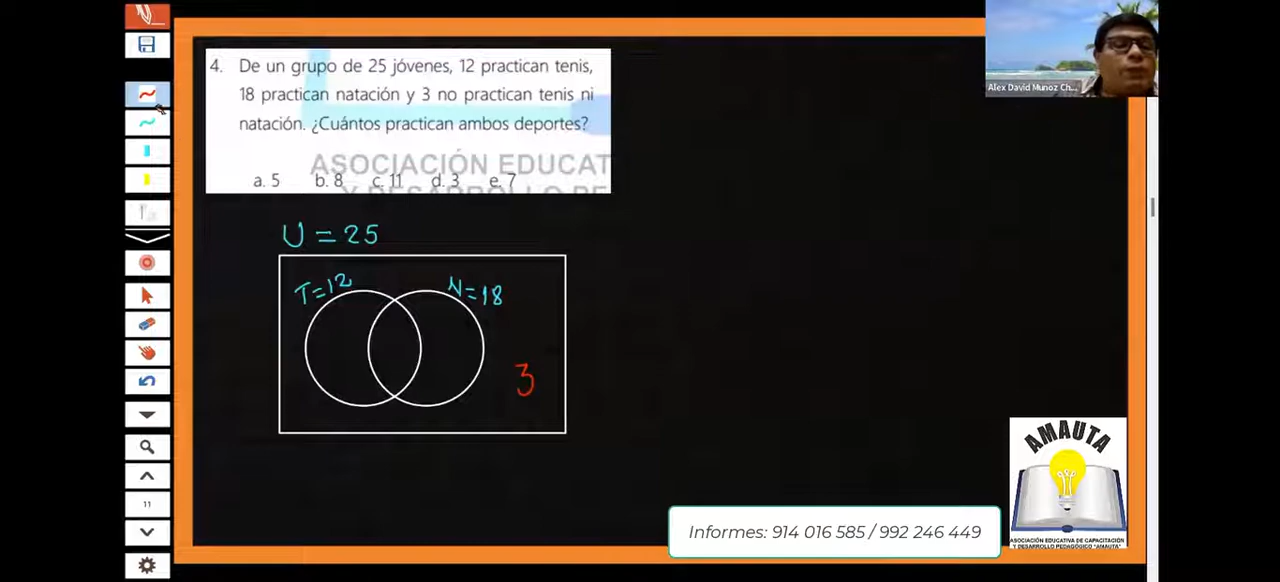 Alex David Munoz Ch...
4. De un grupo de 25 jóvenes, 12 practican tenis,
18 practican natación y 3 no practican tenis ni
natación. ¿Cuántos practican ambos deportes?
ASOCIACIÓN EDUCAT
a. 5 b. 8 c. 11 d. 3 e. 7
Y DESARROLLO PE
U = 25
T=12 N=18
3
AMAUTA
ASOCIACIÓN EDUCATIVA DE CAPACITACIÓN
Y DESARROLLO PEDAGÓGICO "AMAUTA"
Informes: 914 016 585 / 992 246 449
11